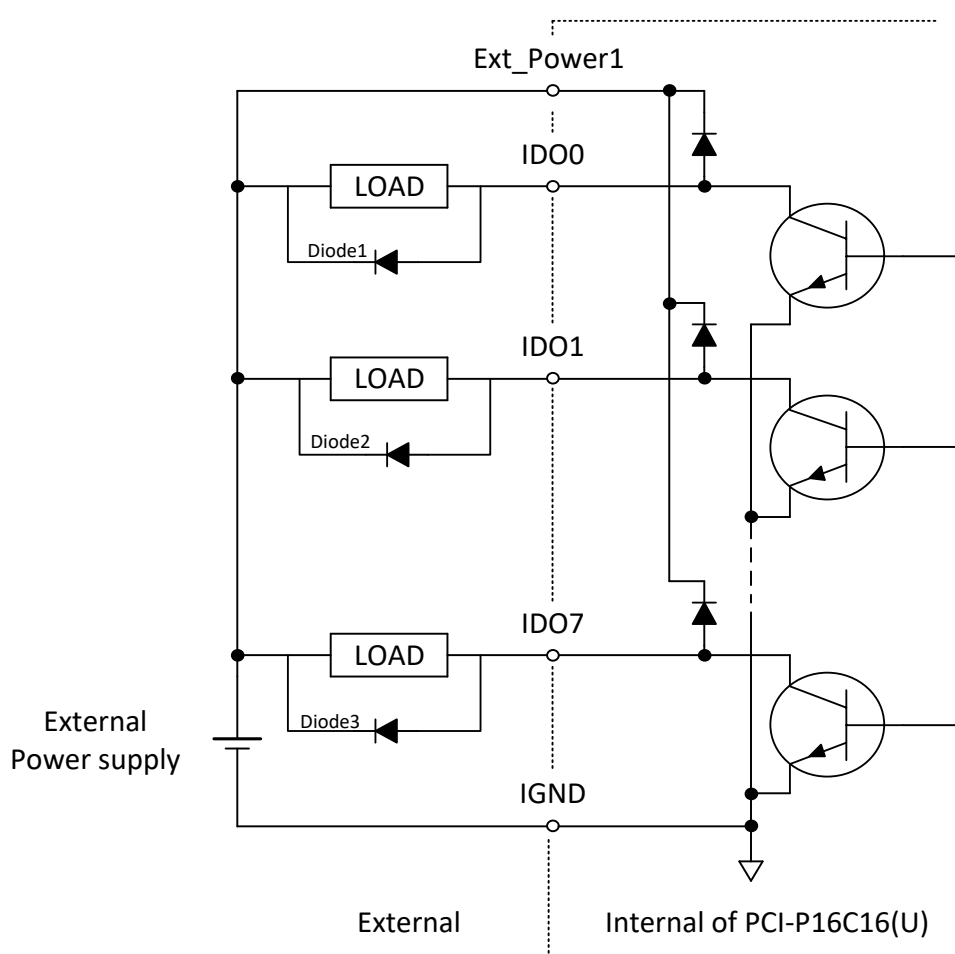 Ext_Power1
IDO0
LOAD
Diode1
IDO1
LOAD
Diode2
IDO7
LOAD
Diode3
External
Power supply
IGND
External
Internal of PCI-P16C16(U)